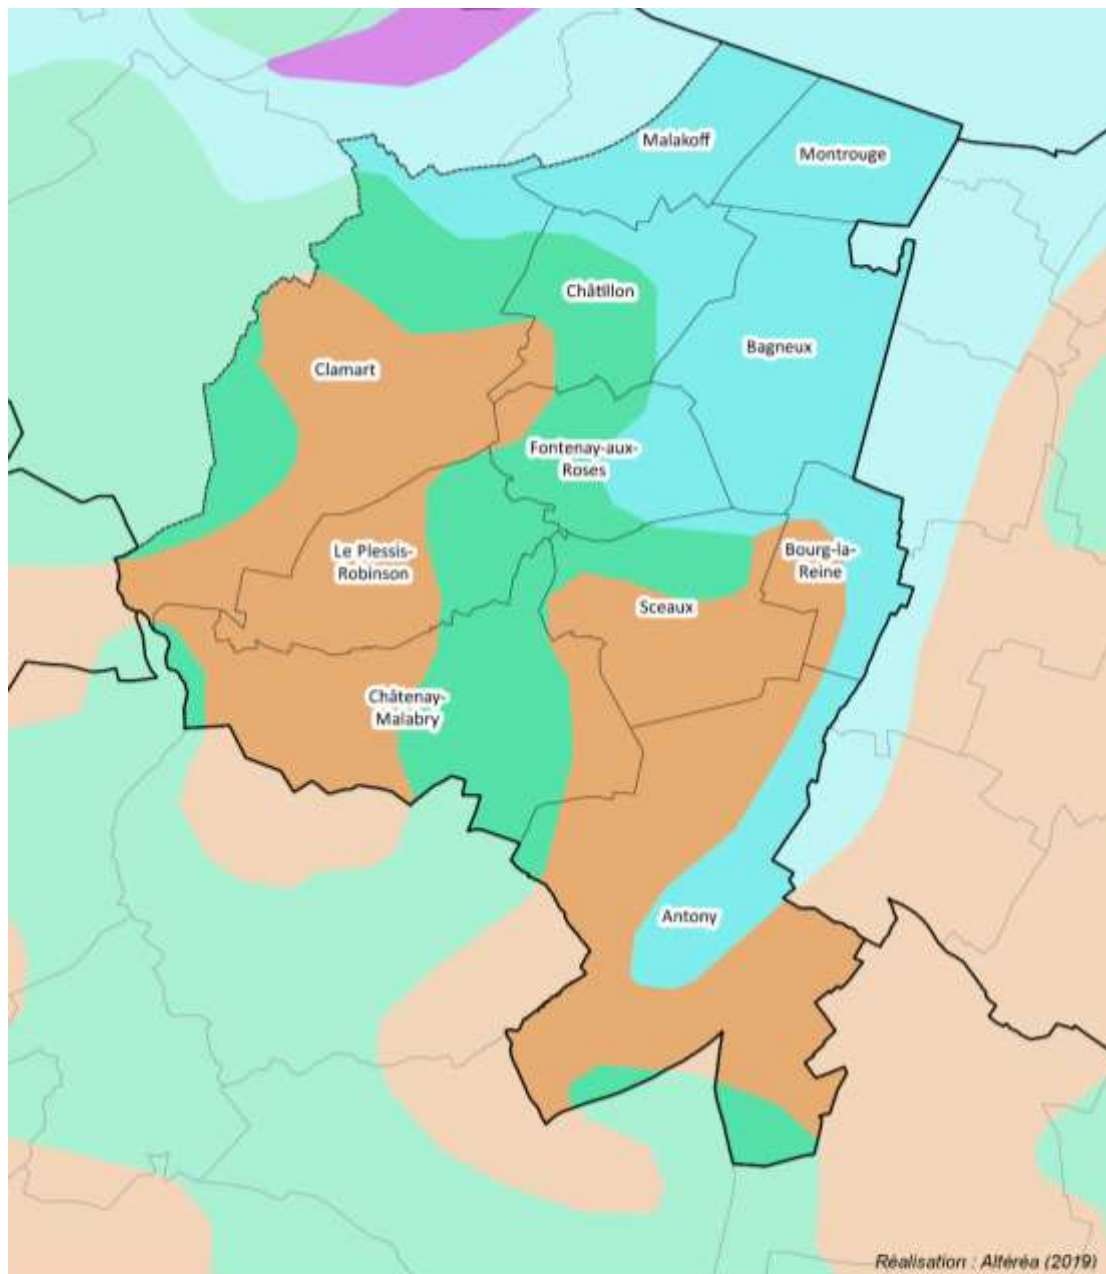 Malakoff
Montrouge
Châtillon
Bagneux
Clamart
Fontenay-aux-
Roses
Le Plessis-
Robinson
Bourg-la-
Reine
Sceaux
Châtenay-
Malabry
Antony
Réalisation : Altéréa (2019)